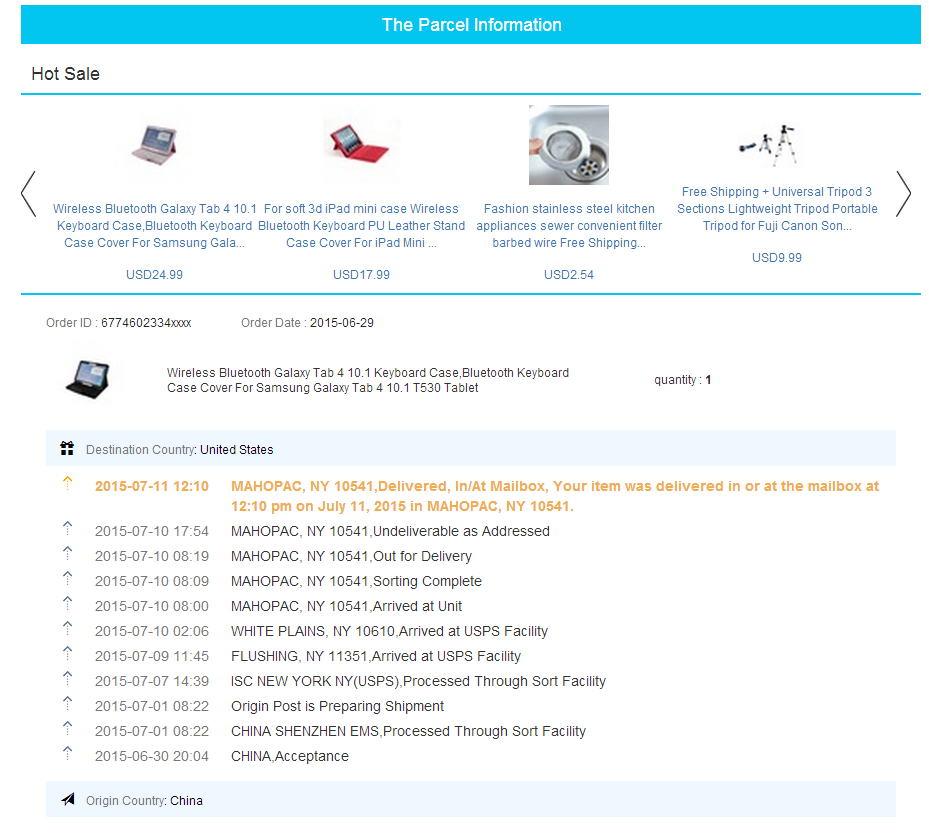 The Parcel Information
Hot Sale
Wireless Bluetooth Galaxy Tab 4 10.1
Keyboard Case,Bluetooth Keyboard
Case Cover For Samsung Gala...
USD24.99
For soft 3d iPad mini case Wireless
Bluetooth Keyboard PU Leather Stand
Case Cover For iPad Mini ...
USD17.99
Fashion stainless steel kitchen
appliances sewer convenient filter
barbed wire Free Shipping...
USD2.54
Free Shipping + Universal Tripod 3
Sections Lightweight Tripod Portable
Tripod for Fuji Canon Son...
USD9.99
Order ID : 6774602334xxxx Order Date : 2015-06-29
Wireless Bluetooth Galaxy Tab 4 10.1 Keyboard Case,Bluetooth Keyboard
Case Cover For Samsung Galaxy Tab 4 10.1 T530 Tablet
quantity : 1
Destination Country: United States
2015-07-11 12:10 MAHOPAC, NY 10541,Delivered, In/At Mailbox, Your item was delivered in or at the mailbox at
12:10 pm on July 11, 2015 in MAHOPAC, NY 10541.
2015-07-10 17:54 MAHOPAC, NY 10541,Undeliverable as Addressed
2015-07-10 08:19 MAHOPAC, NY 10541,Out for Delivery
2015-07-10 08:09 MAHOPAC, NY 10541,Sorting Complete
2015-07-10 08:00 MAHOPAC, NY 10541,Arrived at Unit
2015-07-10 02:06 WHITE PLAINS, NY 10610,Arrived at USPS Facility
2015-07-09 11:45 FLUSHING, NY 11351,Arrived at USPS Facility
2015-07-07 14:39 ISC NEW YORK NY(USPS),Processed Through Sort Facility
2015-07-01 08:22 Origin Post is Preparing Shipment
2015-07-01 08:22 CHINA SHENZHEN EMS,Processed Through Sort Facility
2015-06-30 20:04 CHINA,Acceptance
Origin Country: China